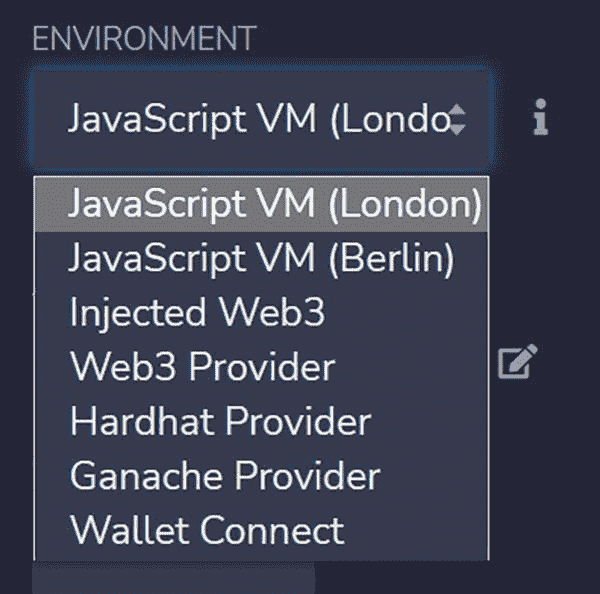 ENVIRONMENT
JavaScript VM (Londo
JavaScript VM (London)
JavaScript VM (Berlin)
Injected Web3
Web3 Provider
Hardhat Provider
Ganache Provider
Wallet Connect